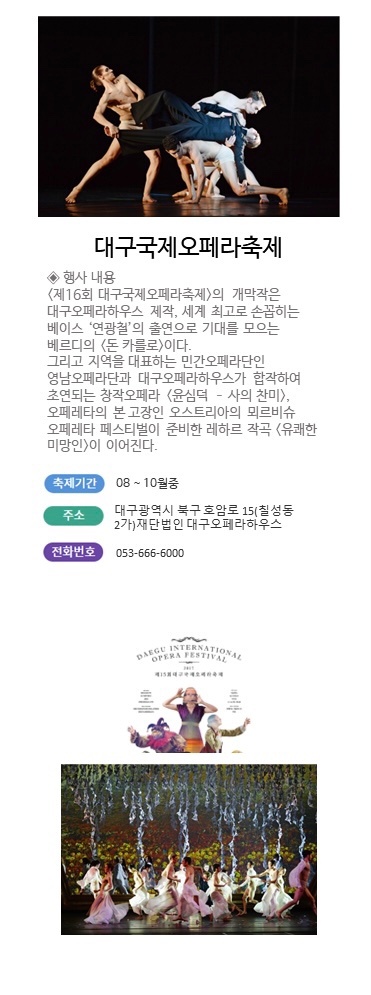 대구국제오페라축제
◈ 행사 내용
<제16회 대구국제오페라축제>의 개막작은
대구오페라하우스 제작, 세계 최고로 손꼽히는
베이스 '연광철'의 출연으로 기대를 모으는
베르디의 <돈 카를로>이다.
그리고 지역을 대표하는 민간오페라단인
영남오페라단과 대구오페라하우스가 합작하여
초연되는 창작오페라 <윤심덕 – 사의 찬미>,
오페레타의 본 고장인 오스트리아의 뫼르비슈
오페레타 페스티벌이 준비한 레하르 작곡 <유쾌한
미망인>이 이어진다.
축제기간 08 ~ 10월중
주소 대구광역시 북구 호암로 15(칠성동
2가)재단법인 대구오페라하우스
전화번호 053-666-6000
DAEGU INTERNATIONAL
OPERA FESTIVAL
2017
제15회대구국제오페라축제